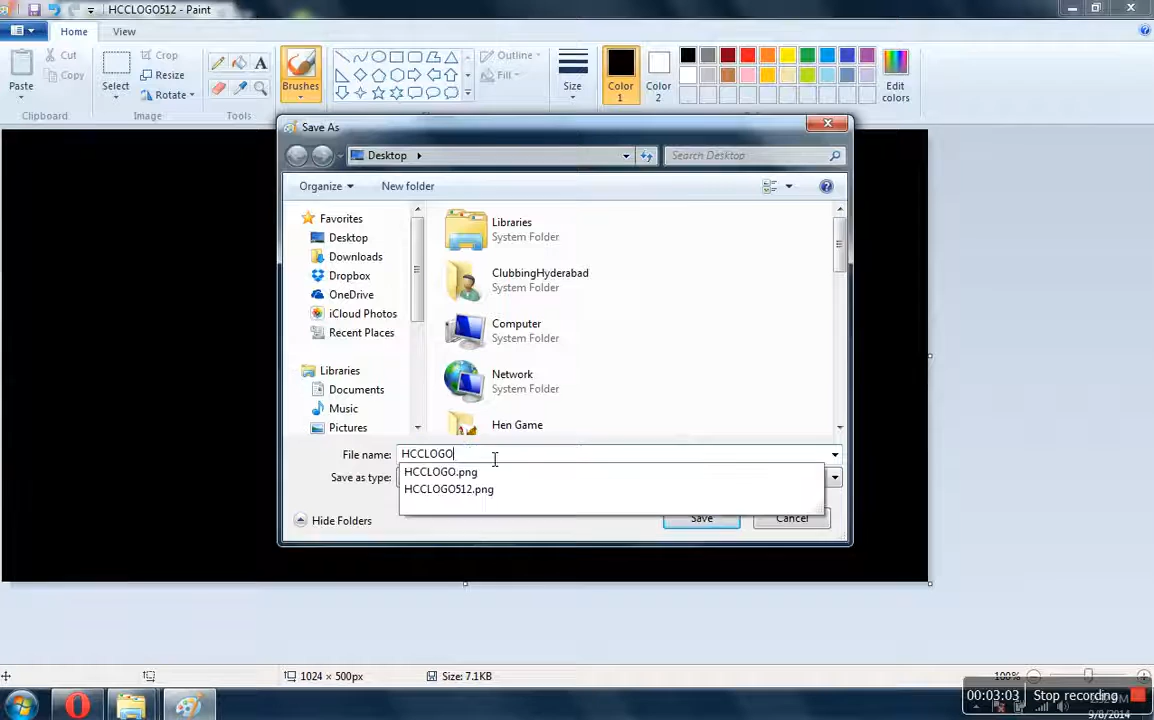 HCCLOGO512 - Paint
Home View
Cut
Copy
Paste
Clipboard
Select
Crop
Resize
Rotate
Image
Tools
Brushes
Outline
Fill
Size
Color 1
Color 2
Edit colors
Save As
Desktop
Search Desktop
Organize New folder
Favorites
Desktop
Downloads
Dropbox
OneDrive
iCloud Photos
Recent Places
Libraries
Documents
Music
Pictures
Libraries
System Folder
ClubbingHyderabad
System Folder
Computer
System Folder
Network
System Folder
Hen Game
File name: HCCLOGO
HCCLOGO.png
HCCLOGO512.png
Save as type:
Hide Folders
Save Cancel
1024 × 500px
Size: 7.1KB
100%
00:03:03 Stop recording
9/8/2014